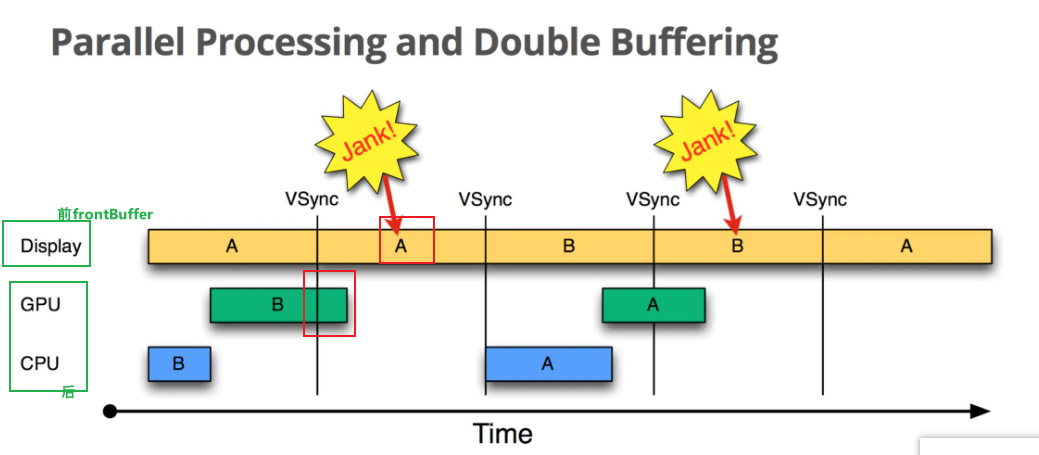 Parallel Processing and Double Buffering
Jank!
Jank!
VSync
VSync
VSync
VSync
前frontBuffer
Display
A
A
B
B
A
GPU
B
A
CPU
B
A
后
Time